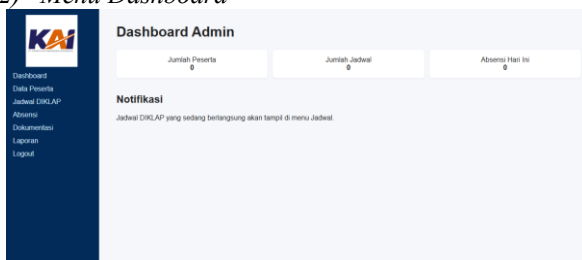 2) Menu Dashboard
KAI
Dashboard
Data Peserta
Jadwal DIKLAP
Absensi
Dokumentasi
Laporan
Logout
Dashboard Admin
Jumlah Peserta
0
Jumlah Jadwal
0
Absensi Hari Ini
0
Notifikasi
Jadwal DIKLAP yang sedang berlangsung akan tampil di menu Jadwal.